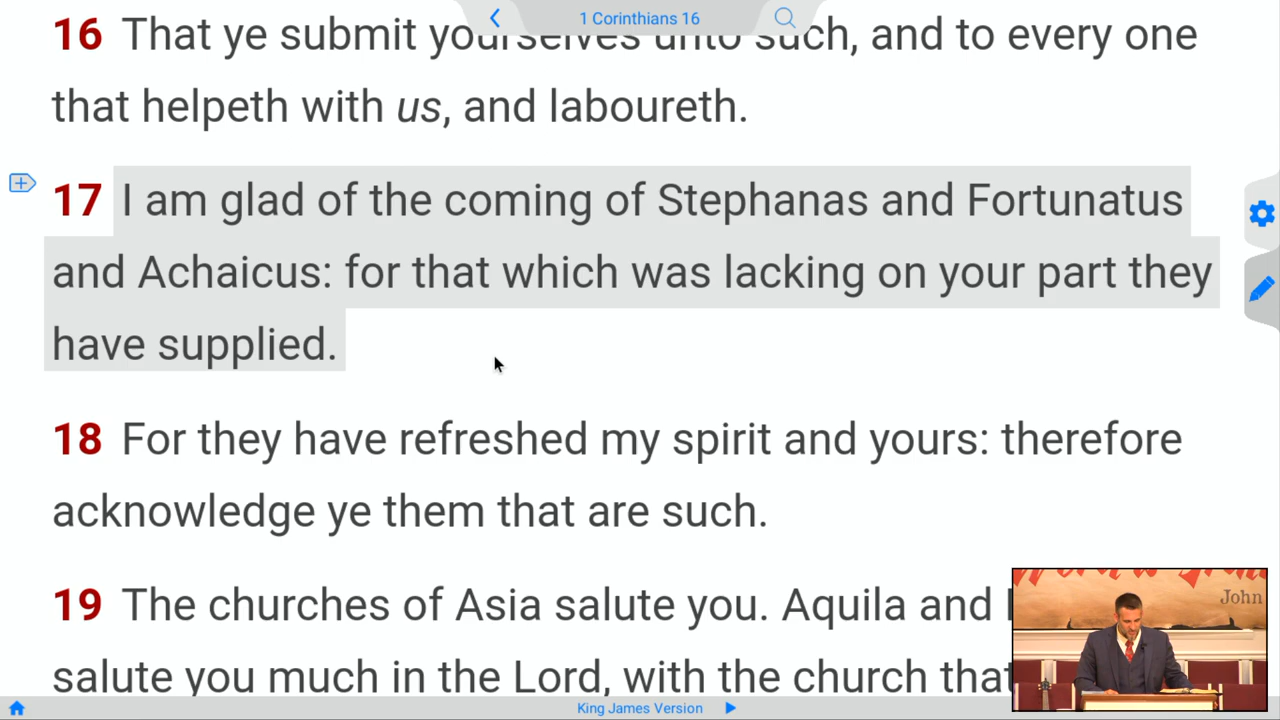 1 Corinthians 16
16 That ye submit yourselves unto such, and to every one
that helpeth with us, and laboureth.
17 I am glad of the coming of Stephanas and Fortunatus
and Achaicus: for that which was lacking on your part they
have supplied.
18 For they have refreshed my spirit and yours: therefore
acknowledge ye them that are such.
19 The churches of Asia salute you. Aquila and
salute you much in the Lord, with the church that
John
King James Version